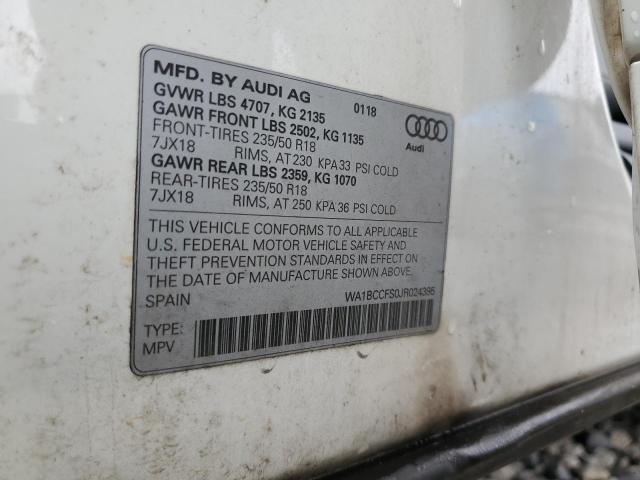 MFD. BY AUDI AG 0118
GVWR LBS 4707, KG 2135
GAWR FRONT LBS 2502, KG 1135
FRONT-TIRES 235/50 R18
7JX18 RIMS, AT 230 KPA 33 PSI COLD
GAWR REAR LBS 2359, KG 1070
REAR-TIRES 235/50 R18
7JX18 RIMS, AT 250 KPA 36 PSI COLD
Audi
THIS VEHICLE CONFORMS TO ALL APPLICABLE
U.S. FEDERAL MOTOR VEHICLE SAFETY AND
THEFT PREVENTION STANDARDS IN EFFECT ON
THE DATE OF MANUFACTURE SHOWN ABOVE.
SPAIN WA1BCCFS0JR024395
TYPE:
MPV